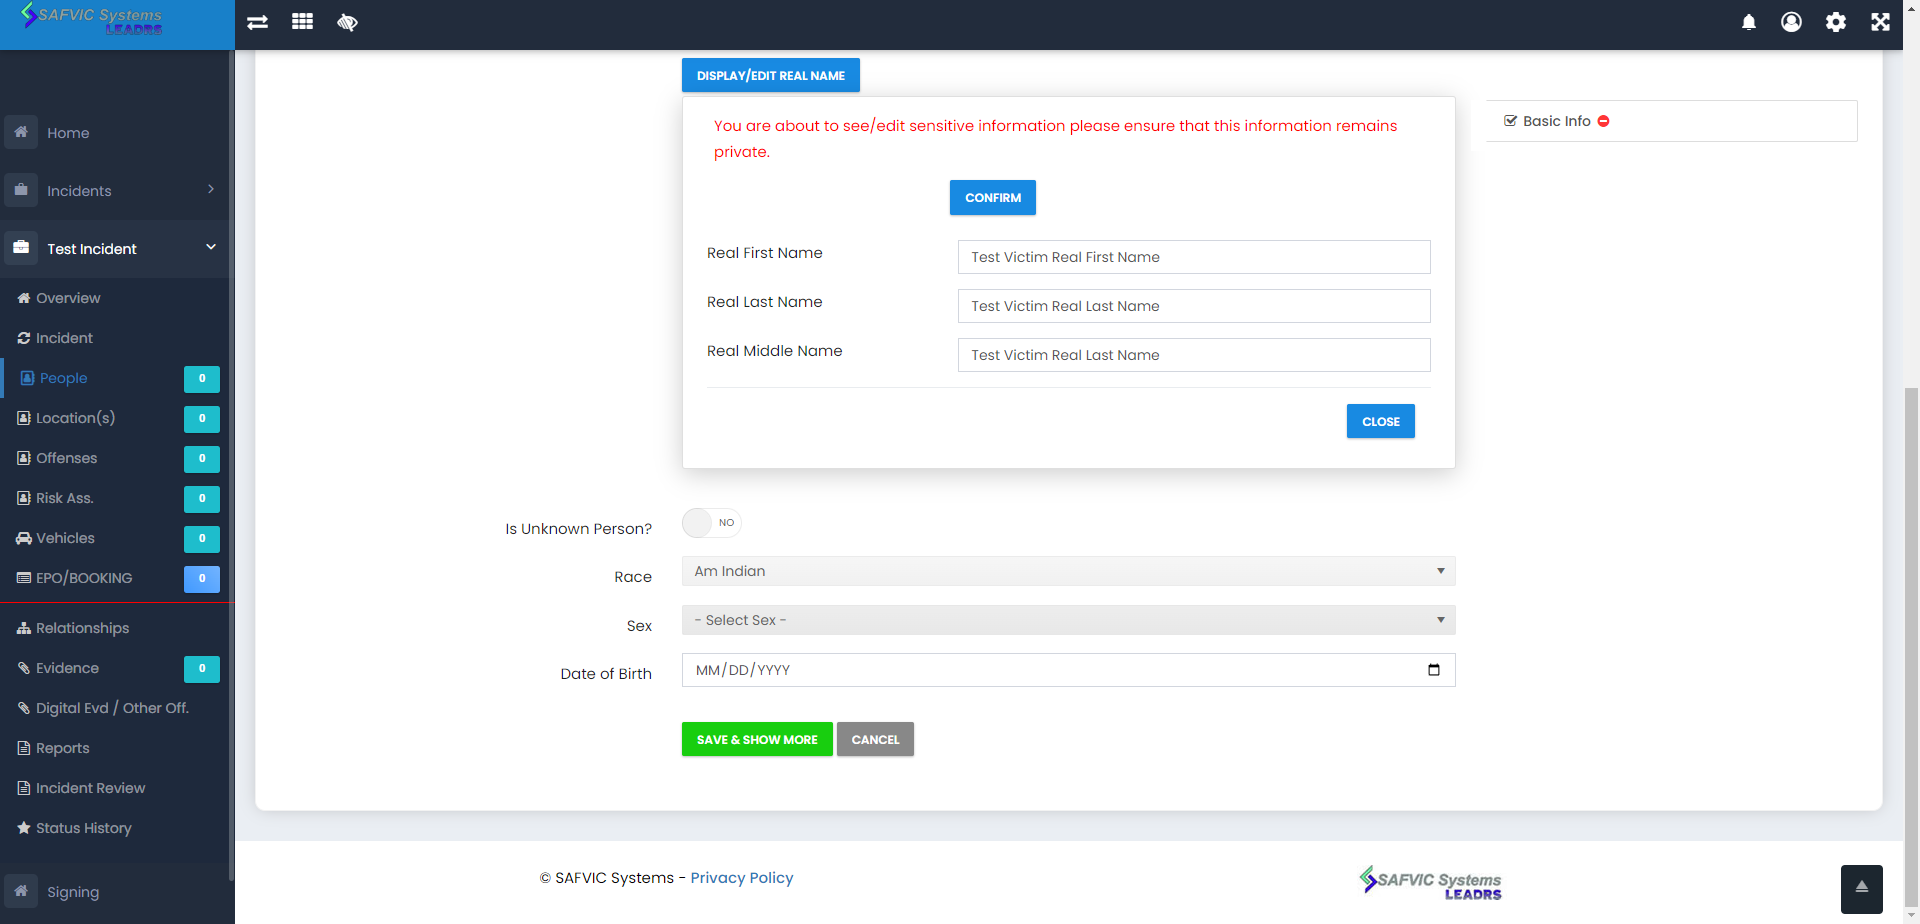 SAFVIC Systems
LEADRS
Home
Incidents
Test Incident
Overview
Incident
People 0
Location(s) 0
Offenses 0
Risk Ass. 0
Vehicles 0
EPO/BOOKING 0
Relationships
Evidence 0
Digital Evd / Other Off.
Reports
Incident Review
Status History
Signing
DISPLAY/EDIT REAL NAME
You are about to see/edit sensitive information please ensure that this information remains
private.
CONFIRM
Real First Name Test Victim Real First Name
Real Last Name Test Victim Real Last Name
Real Middle Name Test Victim Real Last Name
CLOSE
Basic Info
Is Unknown Person? NO
Race Am Indian
Sex - Select Sex -
Date of Birth MM/DD/YYYY
SAVE & SHOW MORE CANCEL
© SAFVIC Systems - Privacy Policy
SAFVIC Systems
LEADRS